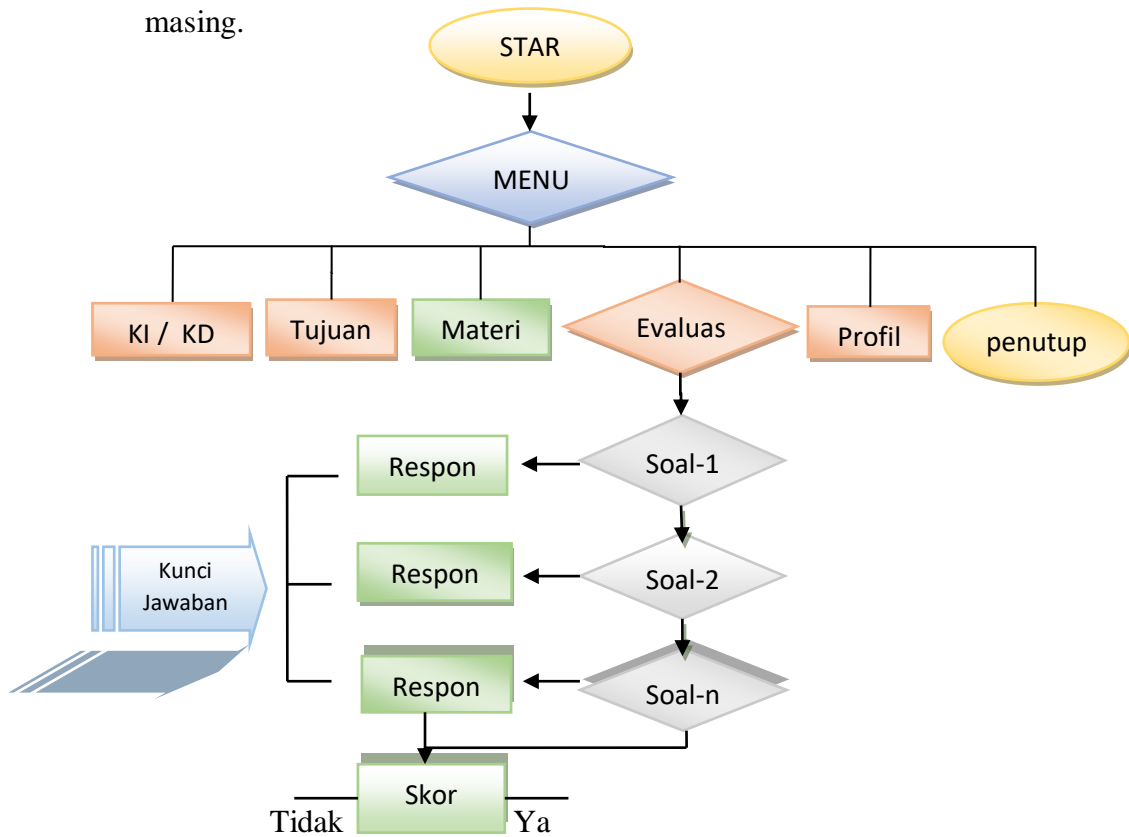 masing.
STAR
MENU
KI / KD
Tujuan
Materi
Evaluas
Profil
penutup
Respon
Soal-1
Kunci
Jawaban
Respon
Soal-2
Respon
Soal-n
Skor
Tidak
Ya